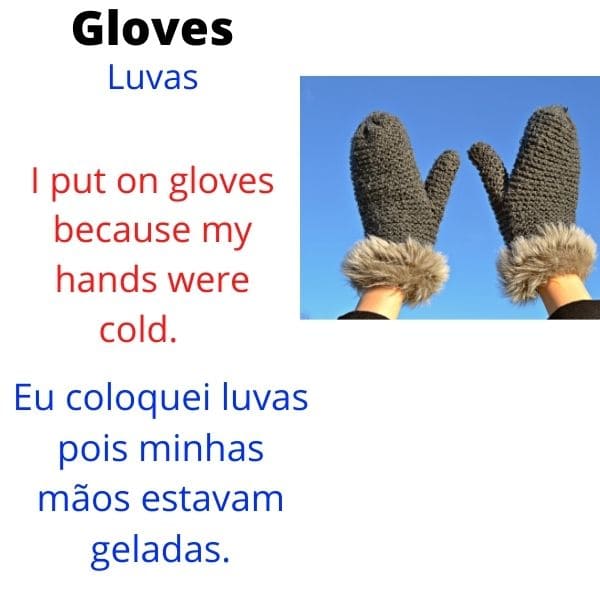 Gloves
Luvas
I put on gloves
because my
hands were
cold.
Eu coloquei luvas
pois minhas
mãos estavam
geladas.